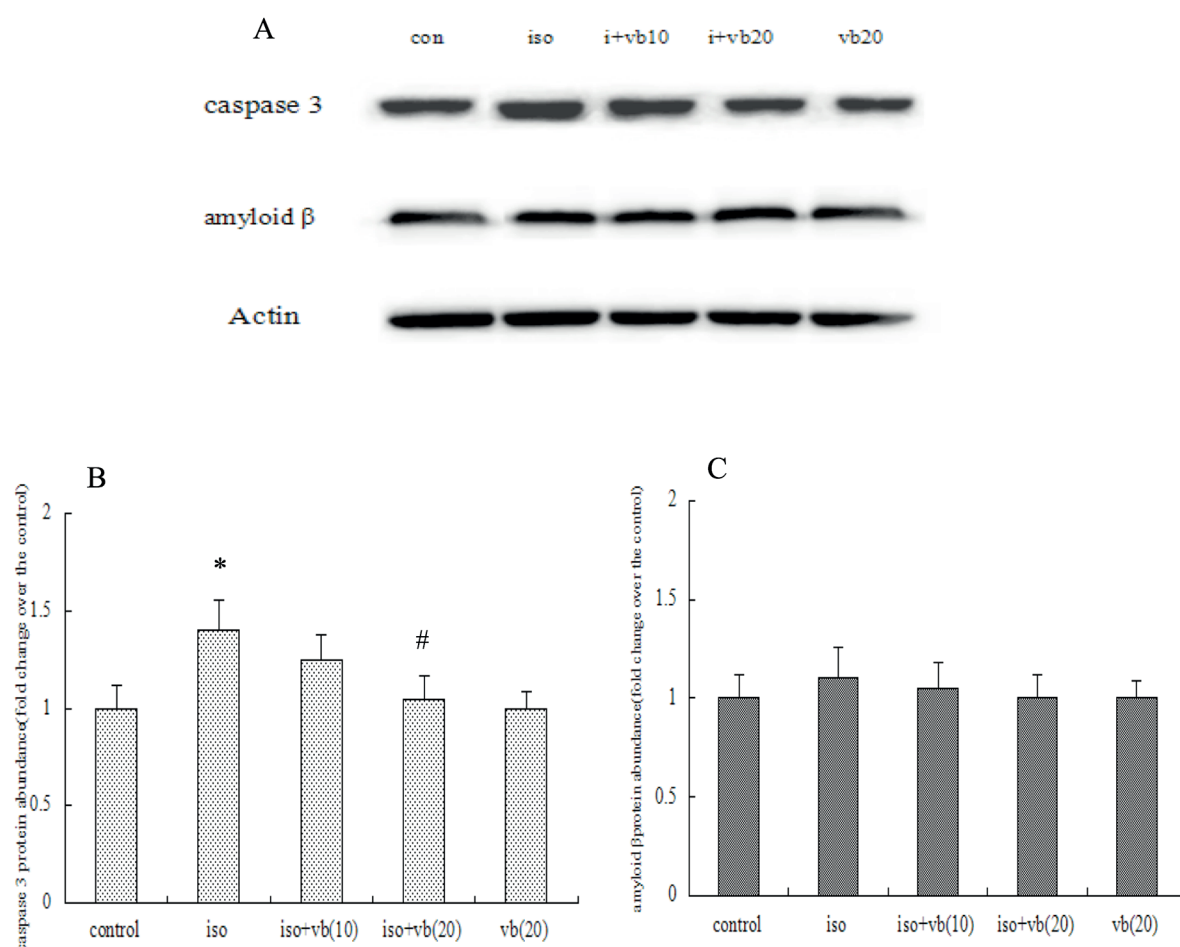 A
con iso i+vb10 i+vb20 vb20
caspase 3
amyloid β
Actin
B
caspase 3 protein abundance(fold change over the control)
2
1.5
1
0.5
0
*
#
control iso iso+vb(10) iso+vb(20) vb(20)
C
amyloid βprotein abundance(fold change over the control)
2
1.5
1
0.5
0
control iso iso+vb(10) iso+vb(20) vb(20)